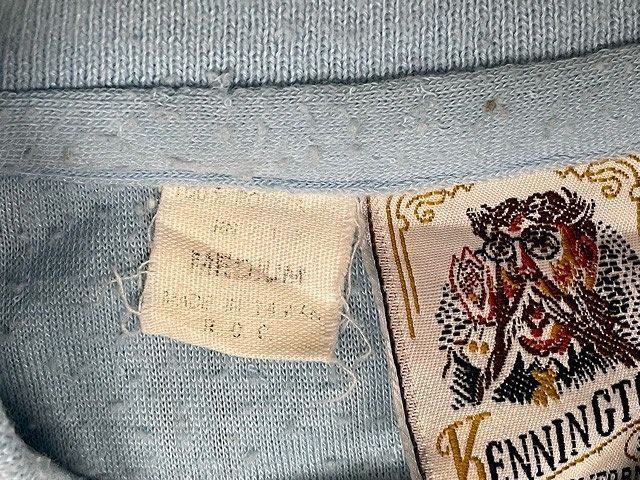 MEDIUM
MADE IN TAIWAN
R O C
KENNINGT